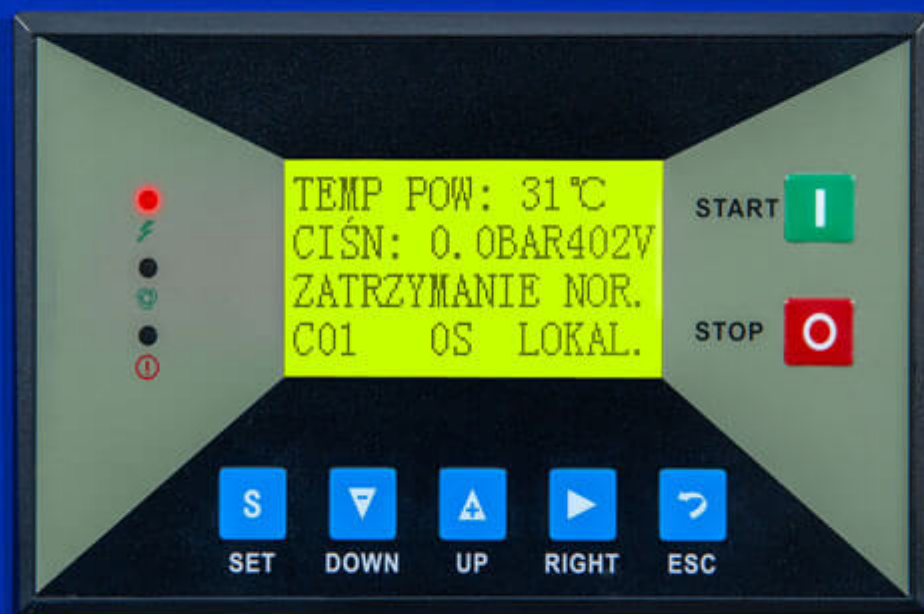 TEMP POW: 31℃
CIŚN: 0.0BAR402V
ZATRZYMANIE NOR.
C01 0S LOKAL.
START
STOP
S
SET
DOWN
UP
RIGHT
ESC